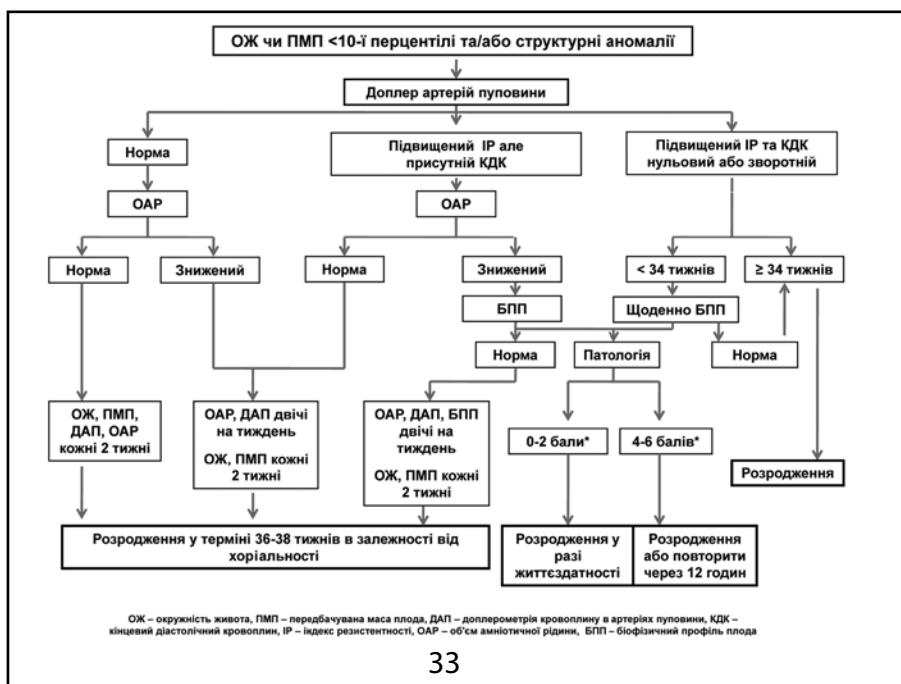 ОЖ чи ПМП <10-ї перцентілі та/або структурні аномалії
Доплер артерій пуповини
Норма
Підвищений ІР але
присутній КДК
Підвищений ІР та КДК
нульовий або зворотній
ОАР
ОАР
Норма
Знижений
Норма
Знижений
< 34 тижнів
≥ 34 тижнів
БПП
Щоденно БПП
Норма
Патологія
Норма
ОЖ, ПМП,
ДАП, ОАР
кожні 2 тижні
ОАР, ДАП двічі
на тиждень
ОЖ, ПМП кожні
2 тижні
ОАР, ДАП, БПП
двічі на
тиждень
ОЖ, ПМП кожні
2 тижні
0-2 бали*
4-6 балів*
Розродження
Розродження у терміні 36-38 тижнів в залежності від
хоріальності
Розродження у
разі
життєздатності
Розродження
або повторити
через 12 годин
ОЖ – окружність живота, ПМП – передбачувана маса плода, ДАП – доплерометрія кровоплину в артеріях пуповини, КДК –
кінцевий діастолічний кровоплин, ІР – індекс резистентності, ОАР – об'єм амніотичної рідини, БПП – біофізичний профіль плода
33